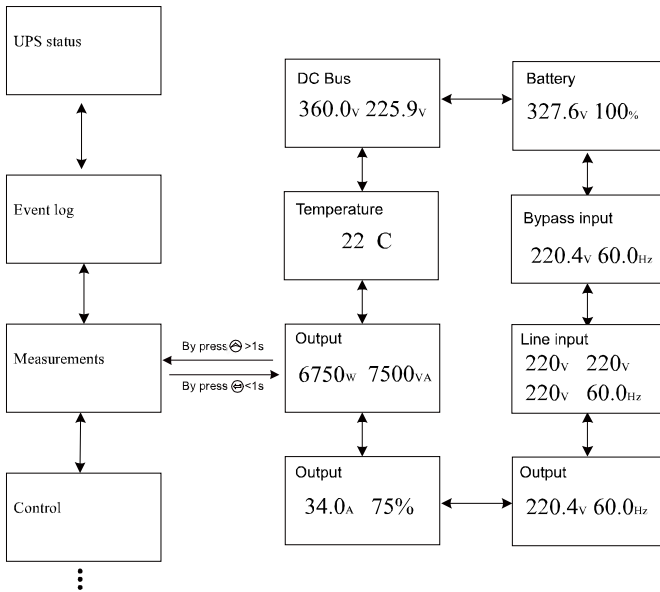 UPS status
Event log
Measurements
Control
By press >1s
By press <1s
DC Bus
360.0V 225.9V
Temperature
22 C
Output
6750W 7500VA
Output
34.0A 75%
Battery
327.6V 100%
Bypass input
220.4V 60.0Hz
Line input
220V 220V
220V 60.0Hz
Output
220.4V 60.0Hz